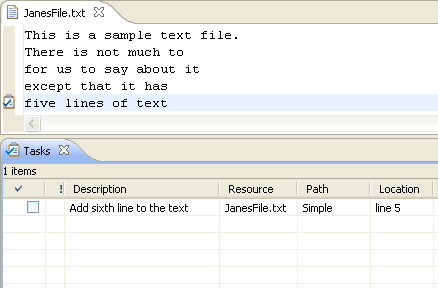 JanesFile.txt
This is a sample text file.
There is not much to
for us to say about it
except that it has
five lines of text
Tasks
1 items
! Description Resource Path Location
Add sixth line to the text JanesFile.txt Simple line 5